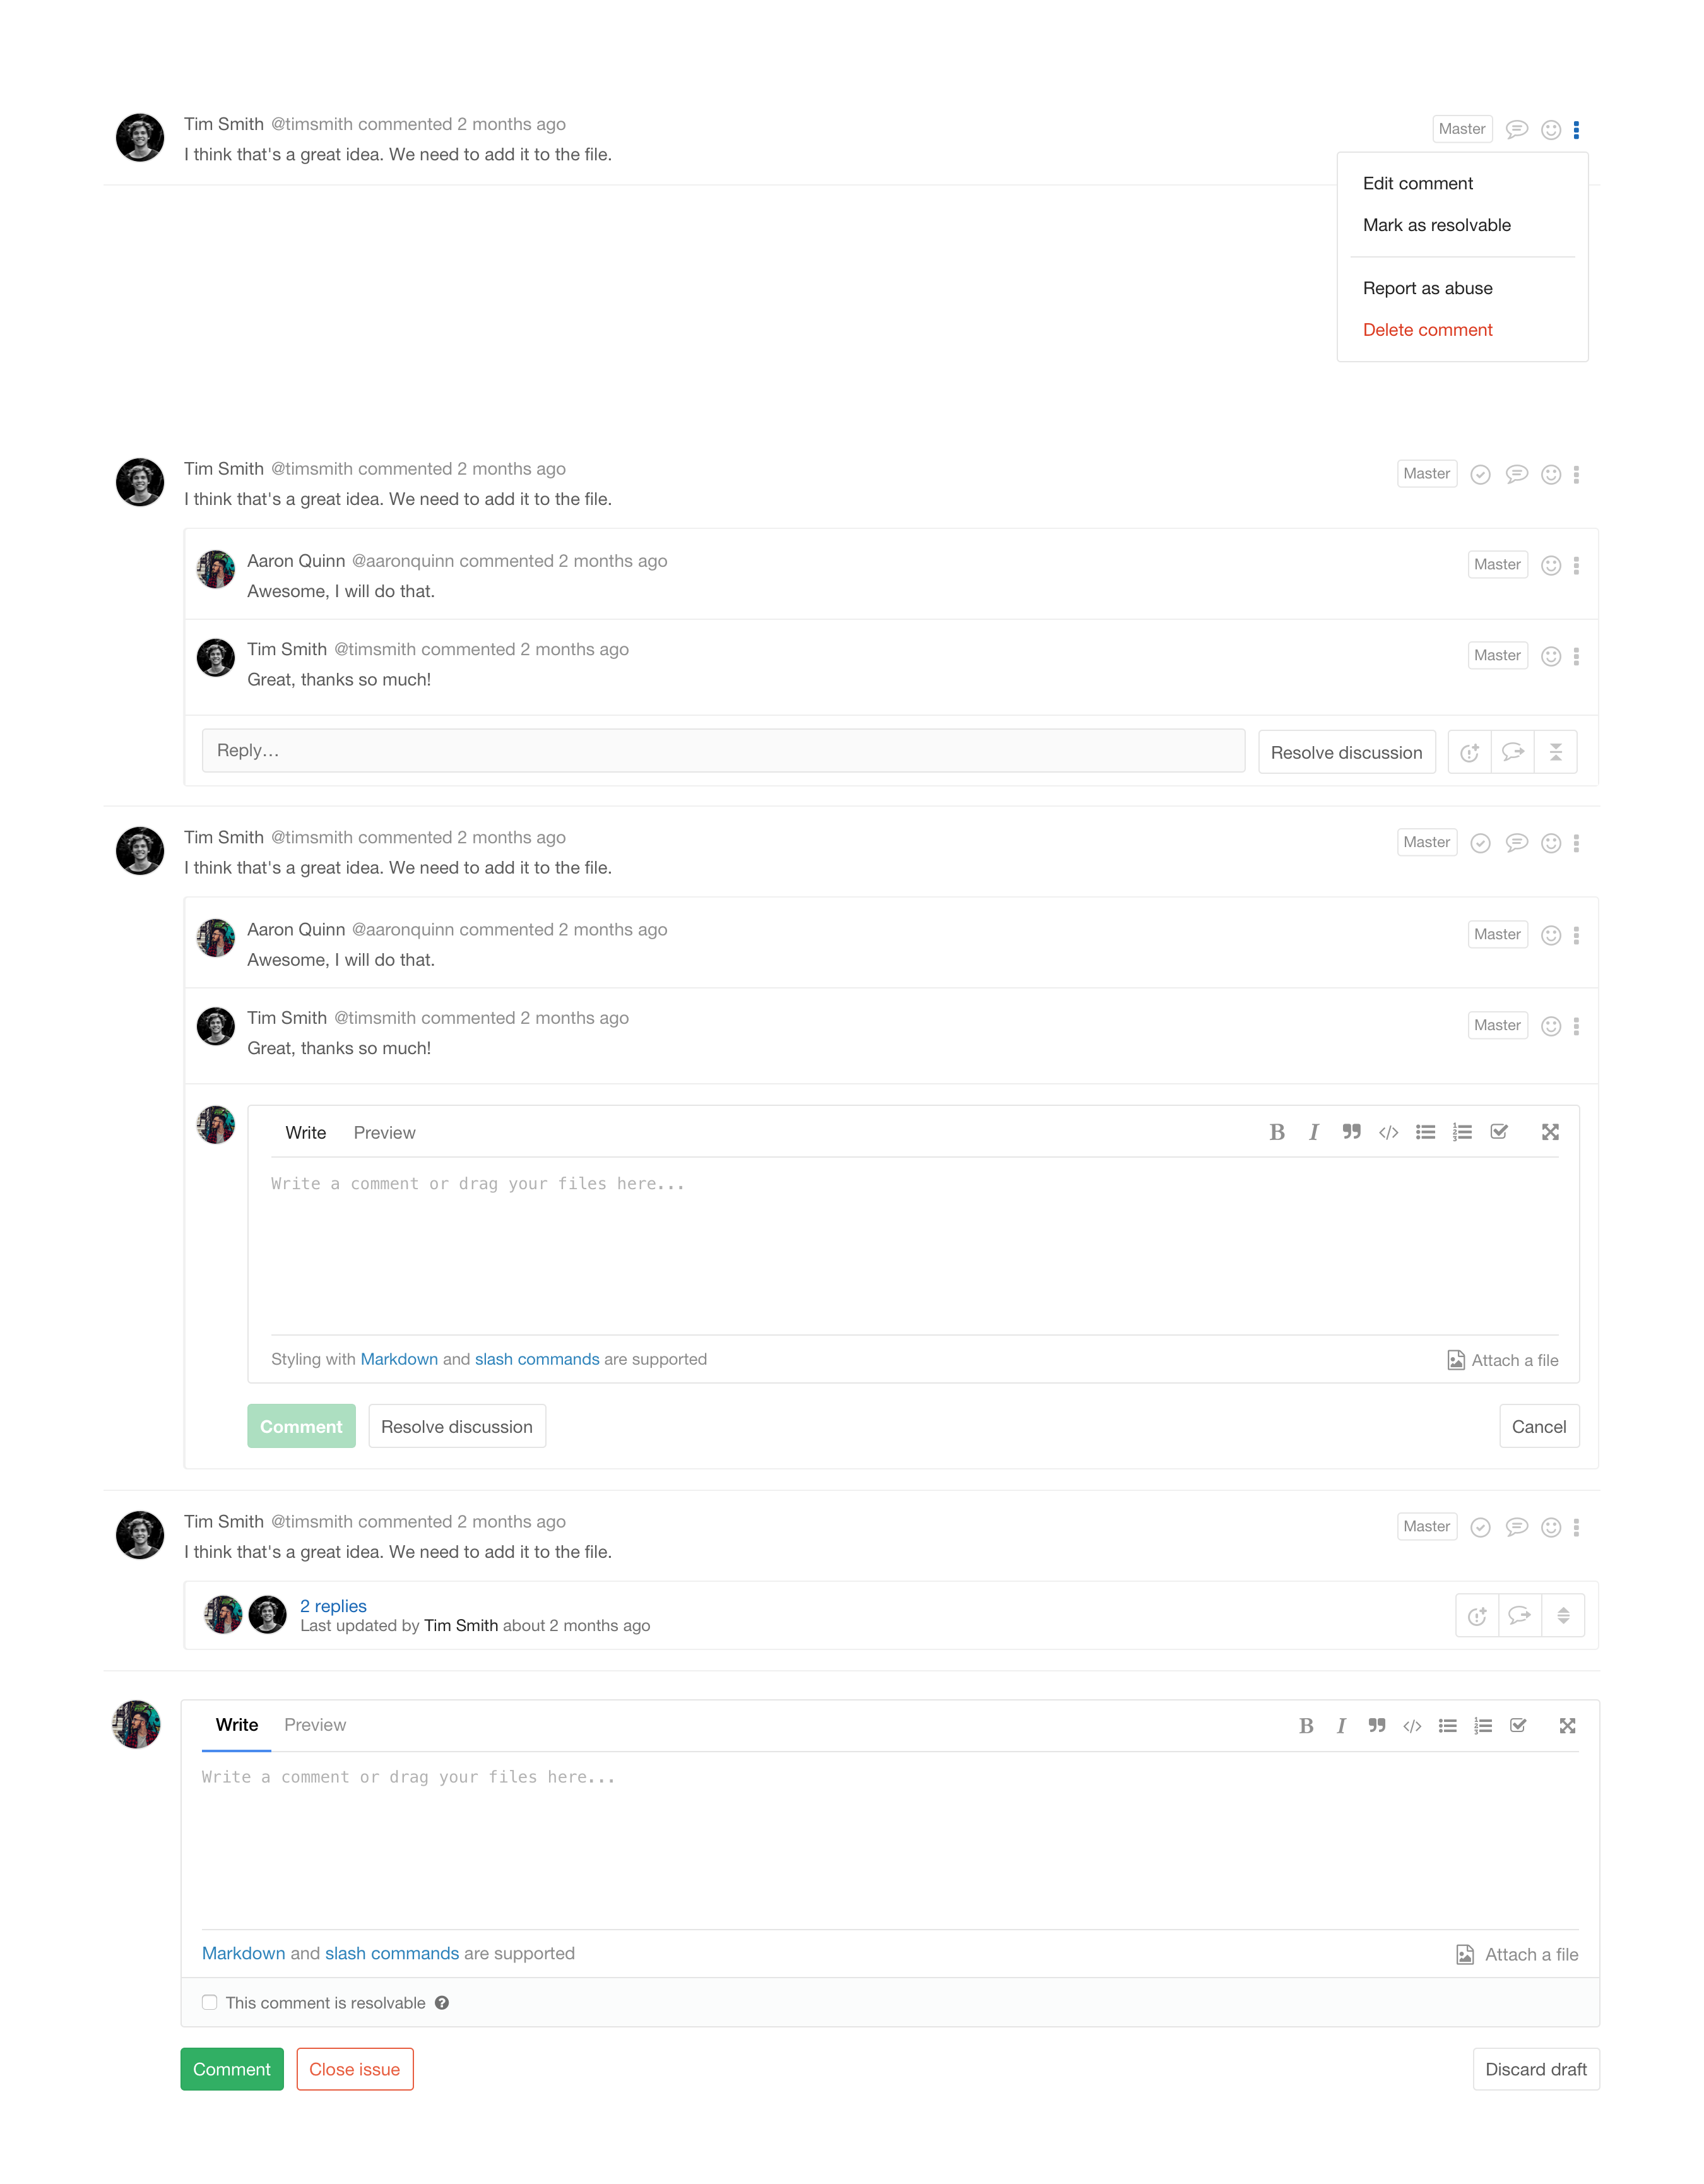 Tim Smith @timsmith commented 2 months ago
Master
I think that's a great idea. We need to add it to the file.
Edit comment
Mark as resolvable
Report as abuse
Delete comment
Tim Smith @timsmith commented 2 months ago
Master
I think that's a great idea. We need to add it to the file.
Aaron Quinn @aaronquinn commented 2 months ago
Master
Awesome, I will do that.
Tim Smith @timsmith commented 2 months ago
Master
Great, thanks so much!
Reply…
Resolve discussion
Tim Smith @timsmith commented 2 months ago
Master
I think that's a great idea. We need to add it to the file.
Aaron Quinn @aaronquinn commented 2 months ago
Master
Awesome, I will do that.
Tim Smith @timsmith commented 2 months ago
Master
Great, thanks so much!
Write Preview
Write a comment or drag your files here...
Styling with Markdown and slash commands are supported
Attach a file
Comment
Resolve discussion
Cancel
Tim Smith @timsmith commented 2 months ago
Master
I think that's a great idea. We need to add it to the file.
2 replies
Last updated by Tim Smith about 2 months ago
Write Preview
Write a comment or drag your files here...
Markdown and slash commands are supported
Attach a file
This comment is resolvable
Comment
Close issue
Discard draft